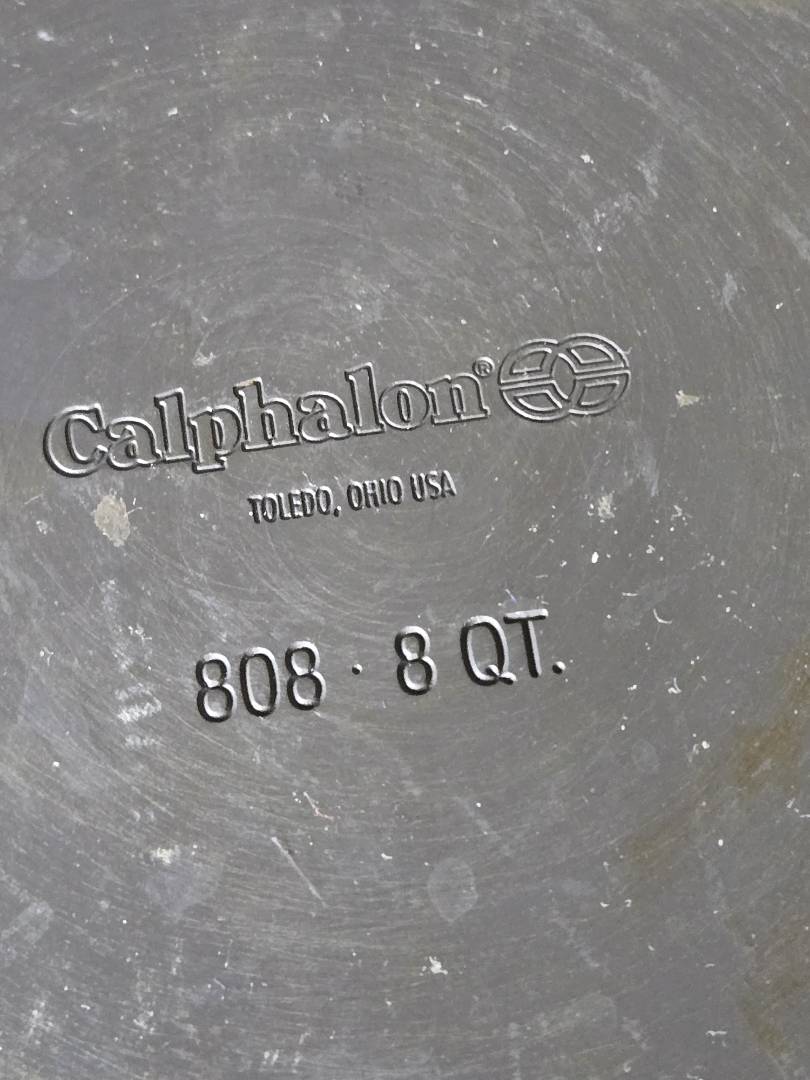 Calphalon®
TOLEDO, OHIO USA
808 · 8 QT.